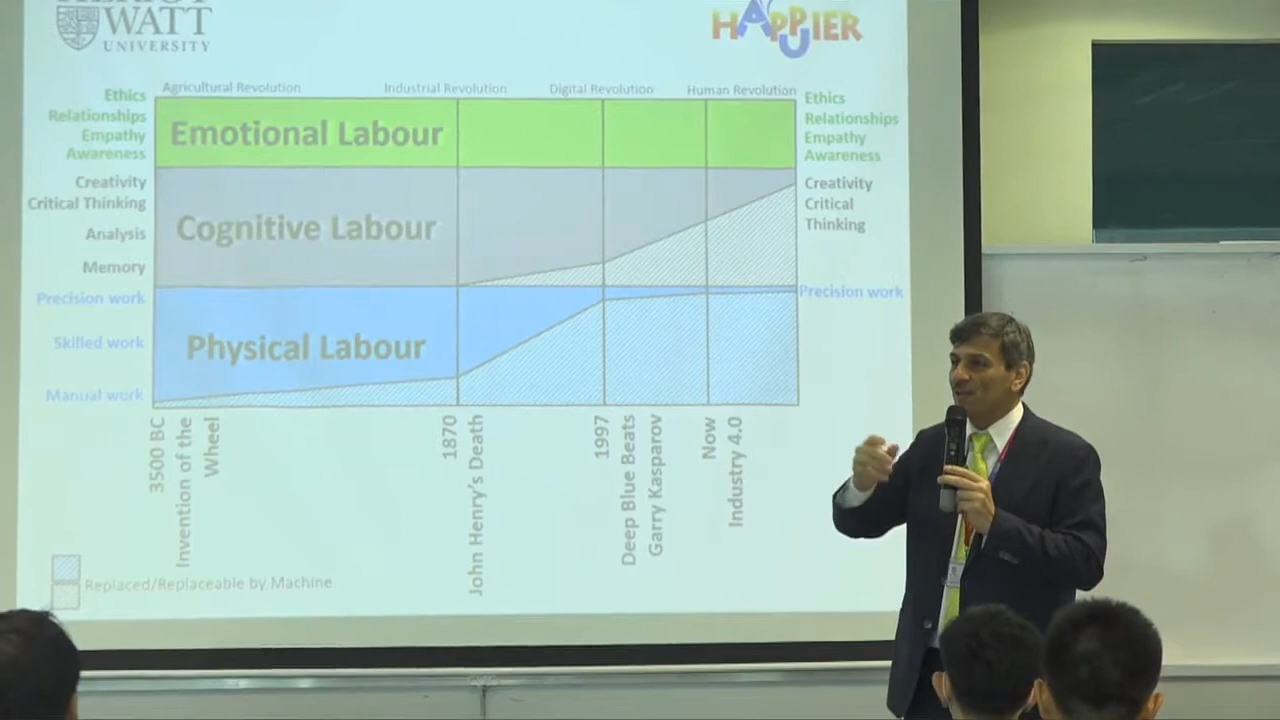 WATT
UNIVERSITY
HAPPIER
U
Agricultural Revolution
Industrial Revolution
Digital Revolution
Human Revolution
Ethics
Relationships
Empathy
Awareness
Creativity
Critical Thinking
Analysis
Memory
Precision work
Skilled work
Manual work
Emotional Labour
Cognitive Labour
Physical Labour
Ethics
Relationships
Empathy
Awareness
Creativity
Critical
Thinking
Precision work
3500 BC
Invention of the
Wheel
1870
John Henry's Death
1997
Deep Blue Beats
Garry Kasparov
Now
Industry 4.0
Replaced/Replaceable by Machine